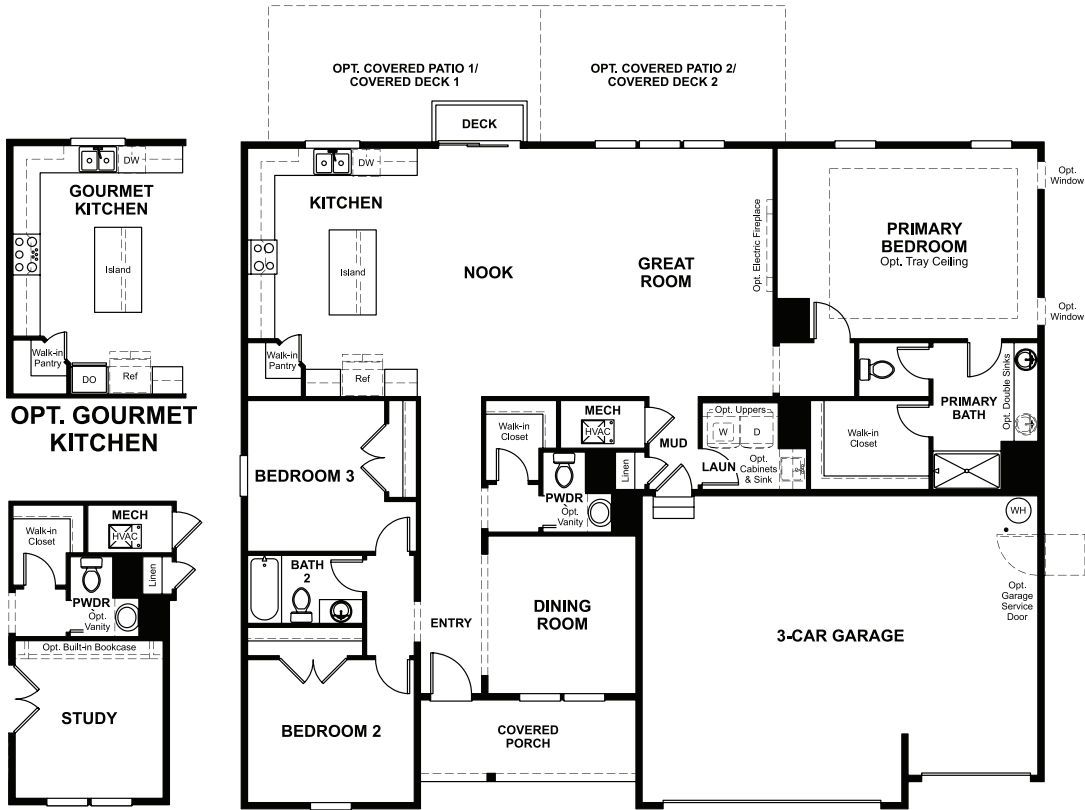 OPT. COVERED PATIO 1/
COVERED DECK 1
OPT. COVERED PATIO 2/
COVERED DECK 2
DECK
DW
GOURMET
KITCHEN
Island
Walk-in
Pantry
DO
Ref
OPT. GOURMET
KITCHEN
DW
KITCHEN
Island
NOOK
GREAT
ROOM
Opt. Electric Fireplace
PRIMARY
BEDROOM
Opt. Tray Ceiling
Opt.
Window
Opt.
Window
Walk-in
Pantry
Ref
PRIMARY
BATH
Opt. Double Sinks
Walk-in
Closet
BEDROOM 3
Walk-in
Closet
MECH
HVAC
MUD
Linen
Opt. Uppers
W
D
LAUN
Opt.
Cabinets
& Sink
PWDR
Opt.
Vanity
BATH
2
ENTRY
DINING
ROOM
3-CAR GARAGE
WH
Opt.
Garage
Service
Door
BEDROOM 2
COVERED
PORCH
MECH
HVAC
Walk-in
Closet
Linen
PWDR
Opt.
Vanity
Opt. Built-in Bookcase
STUDY